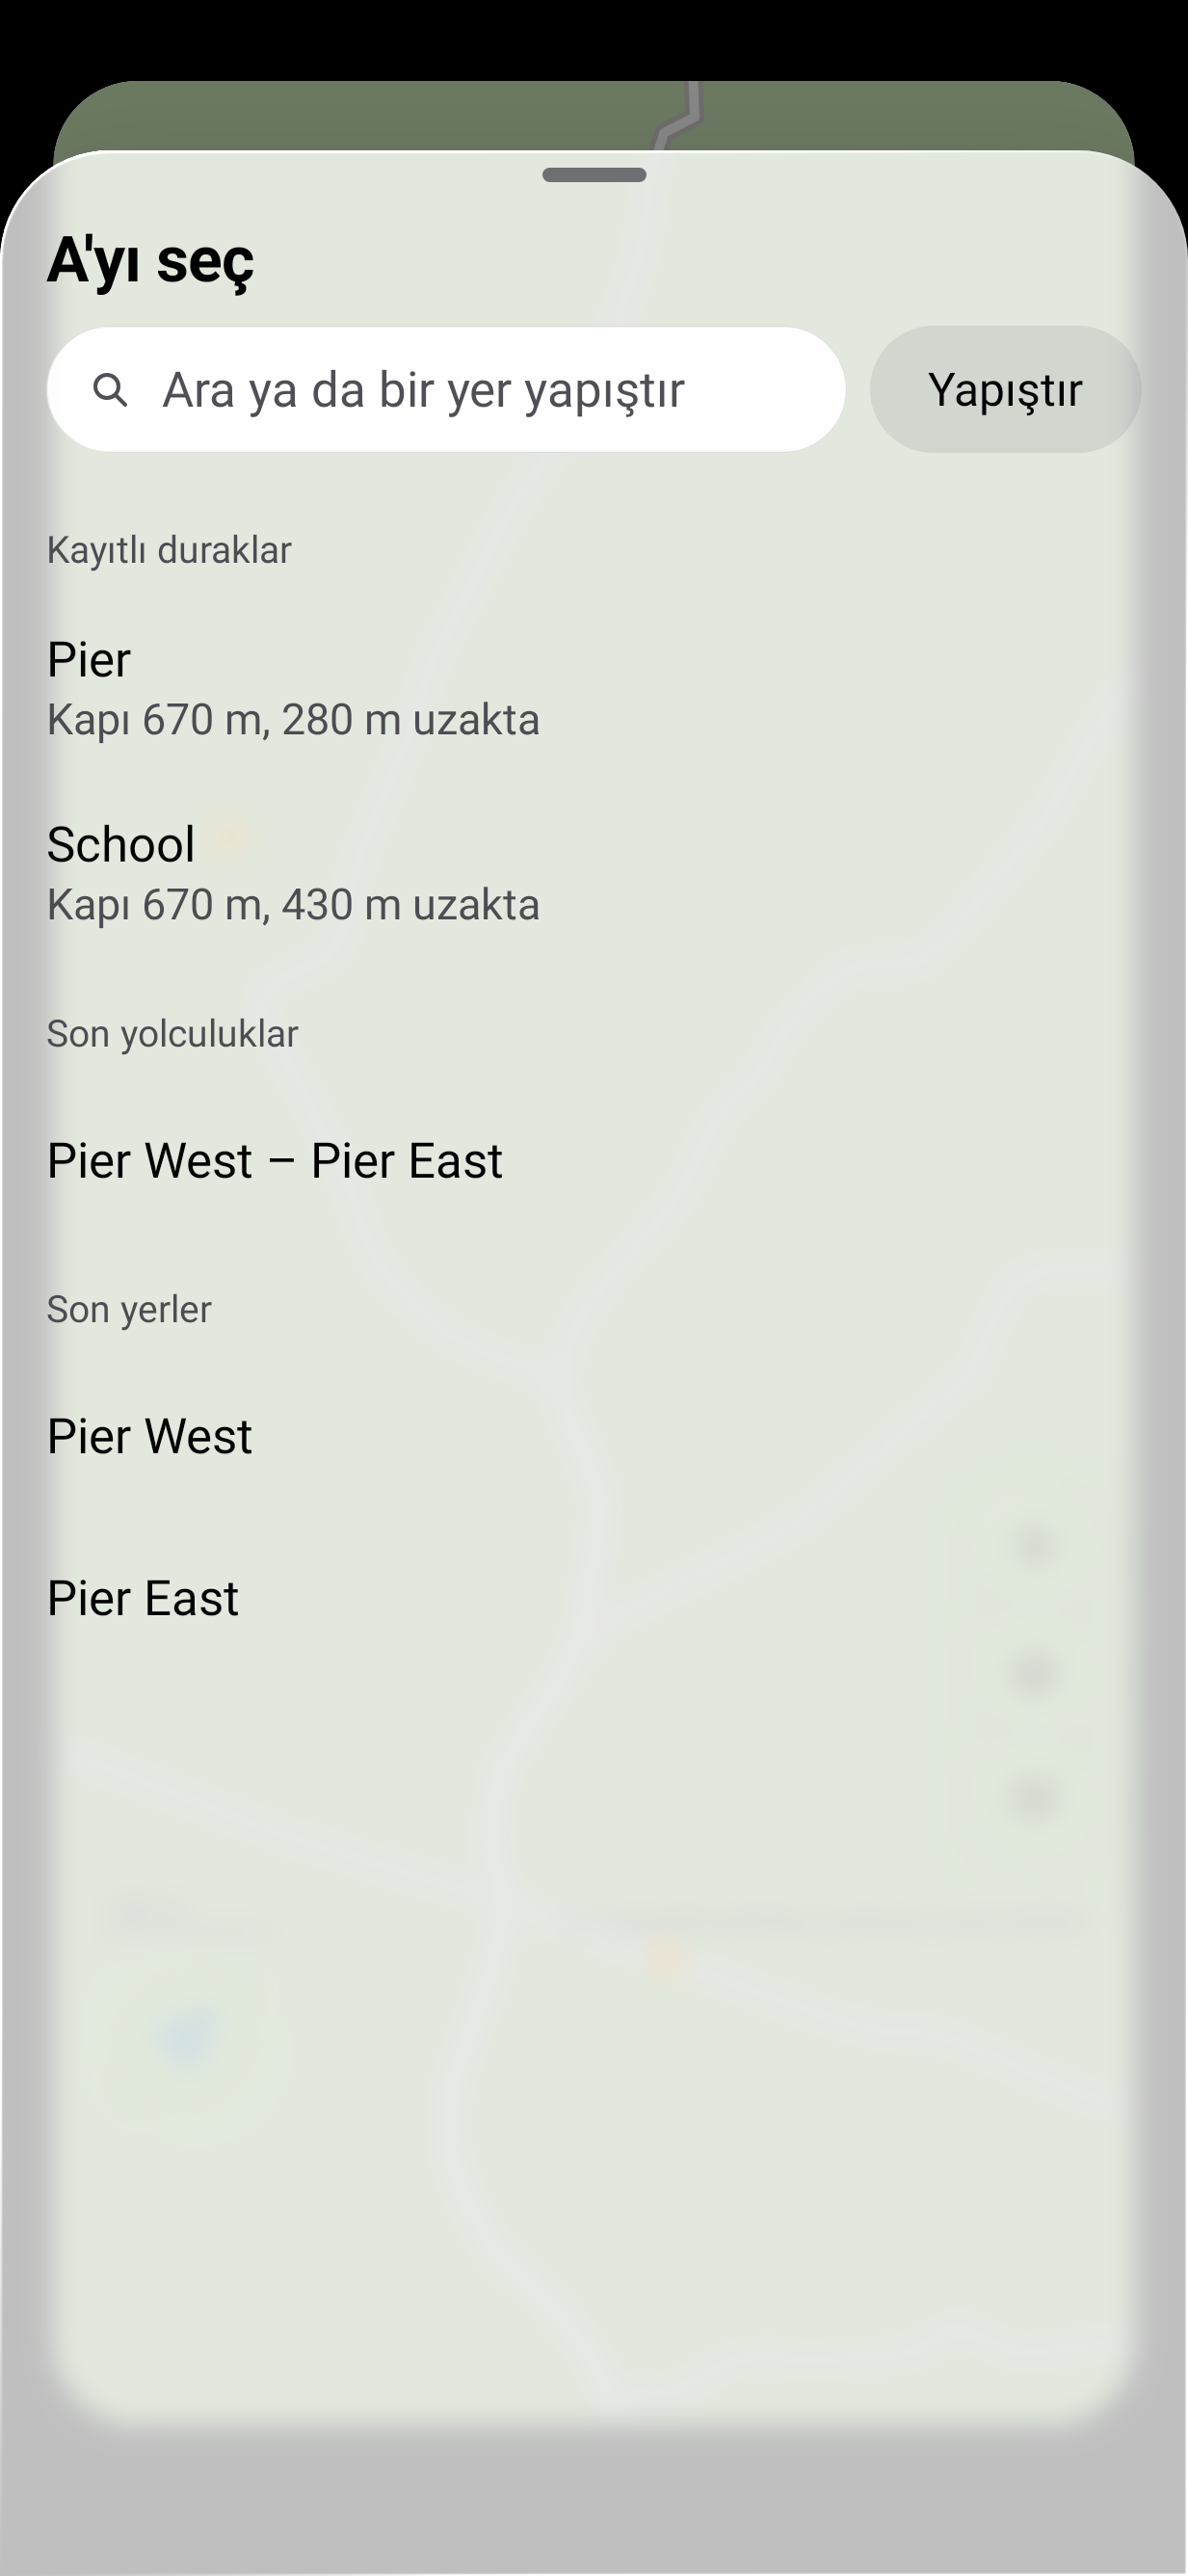 A'yı seç
Ara ya da bir yer yapıştır
Yapıştır
Kayıtlı duraklar
Pier
Kapı 670 m, 280 m uzakta
School
Kapı 670 m, 430 m uzakta
Son yolculuklar
Pier West – Pier East
Son yerler
Pier West
Pier East